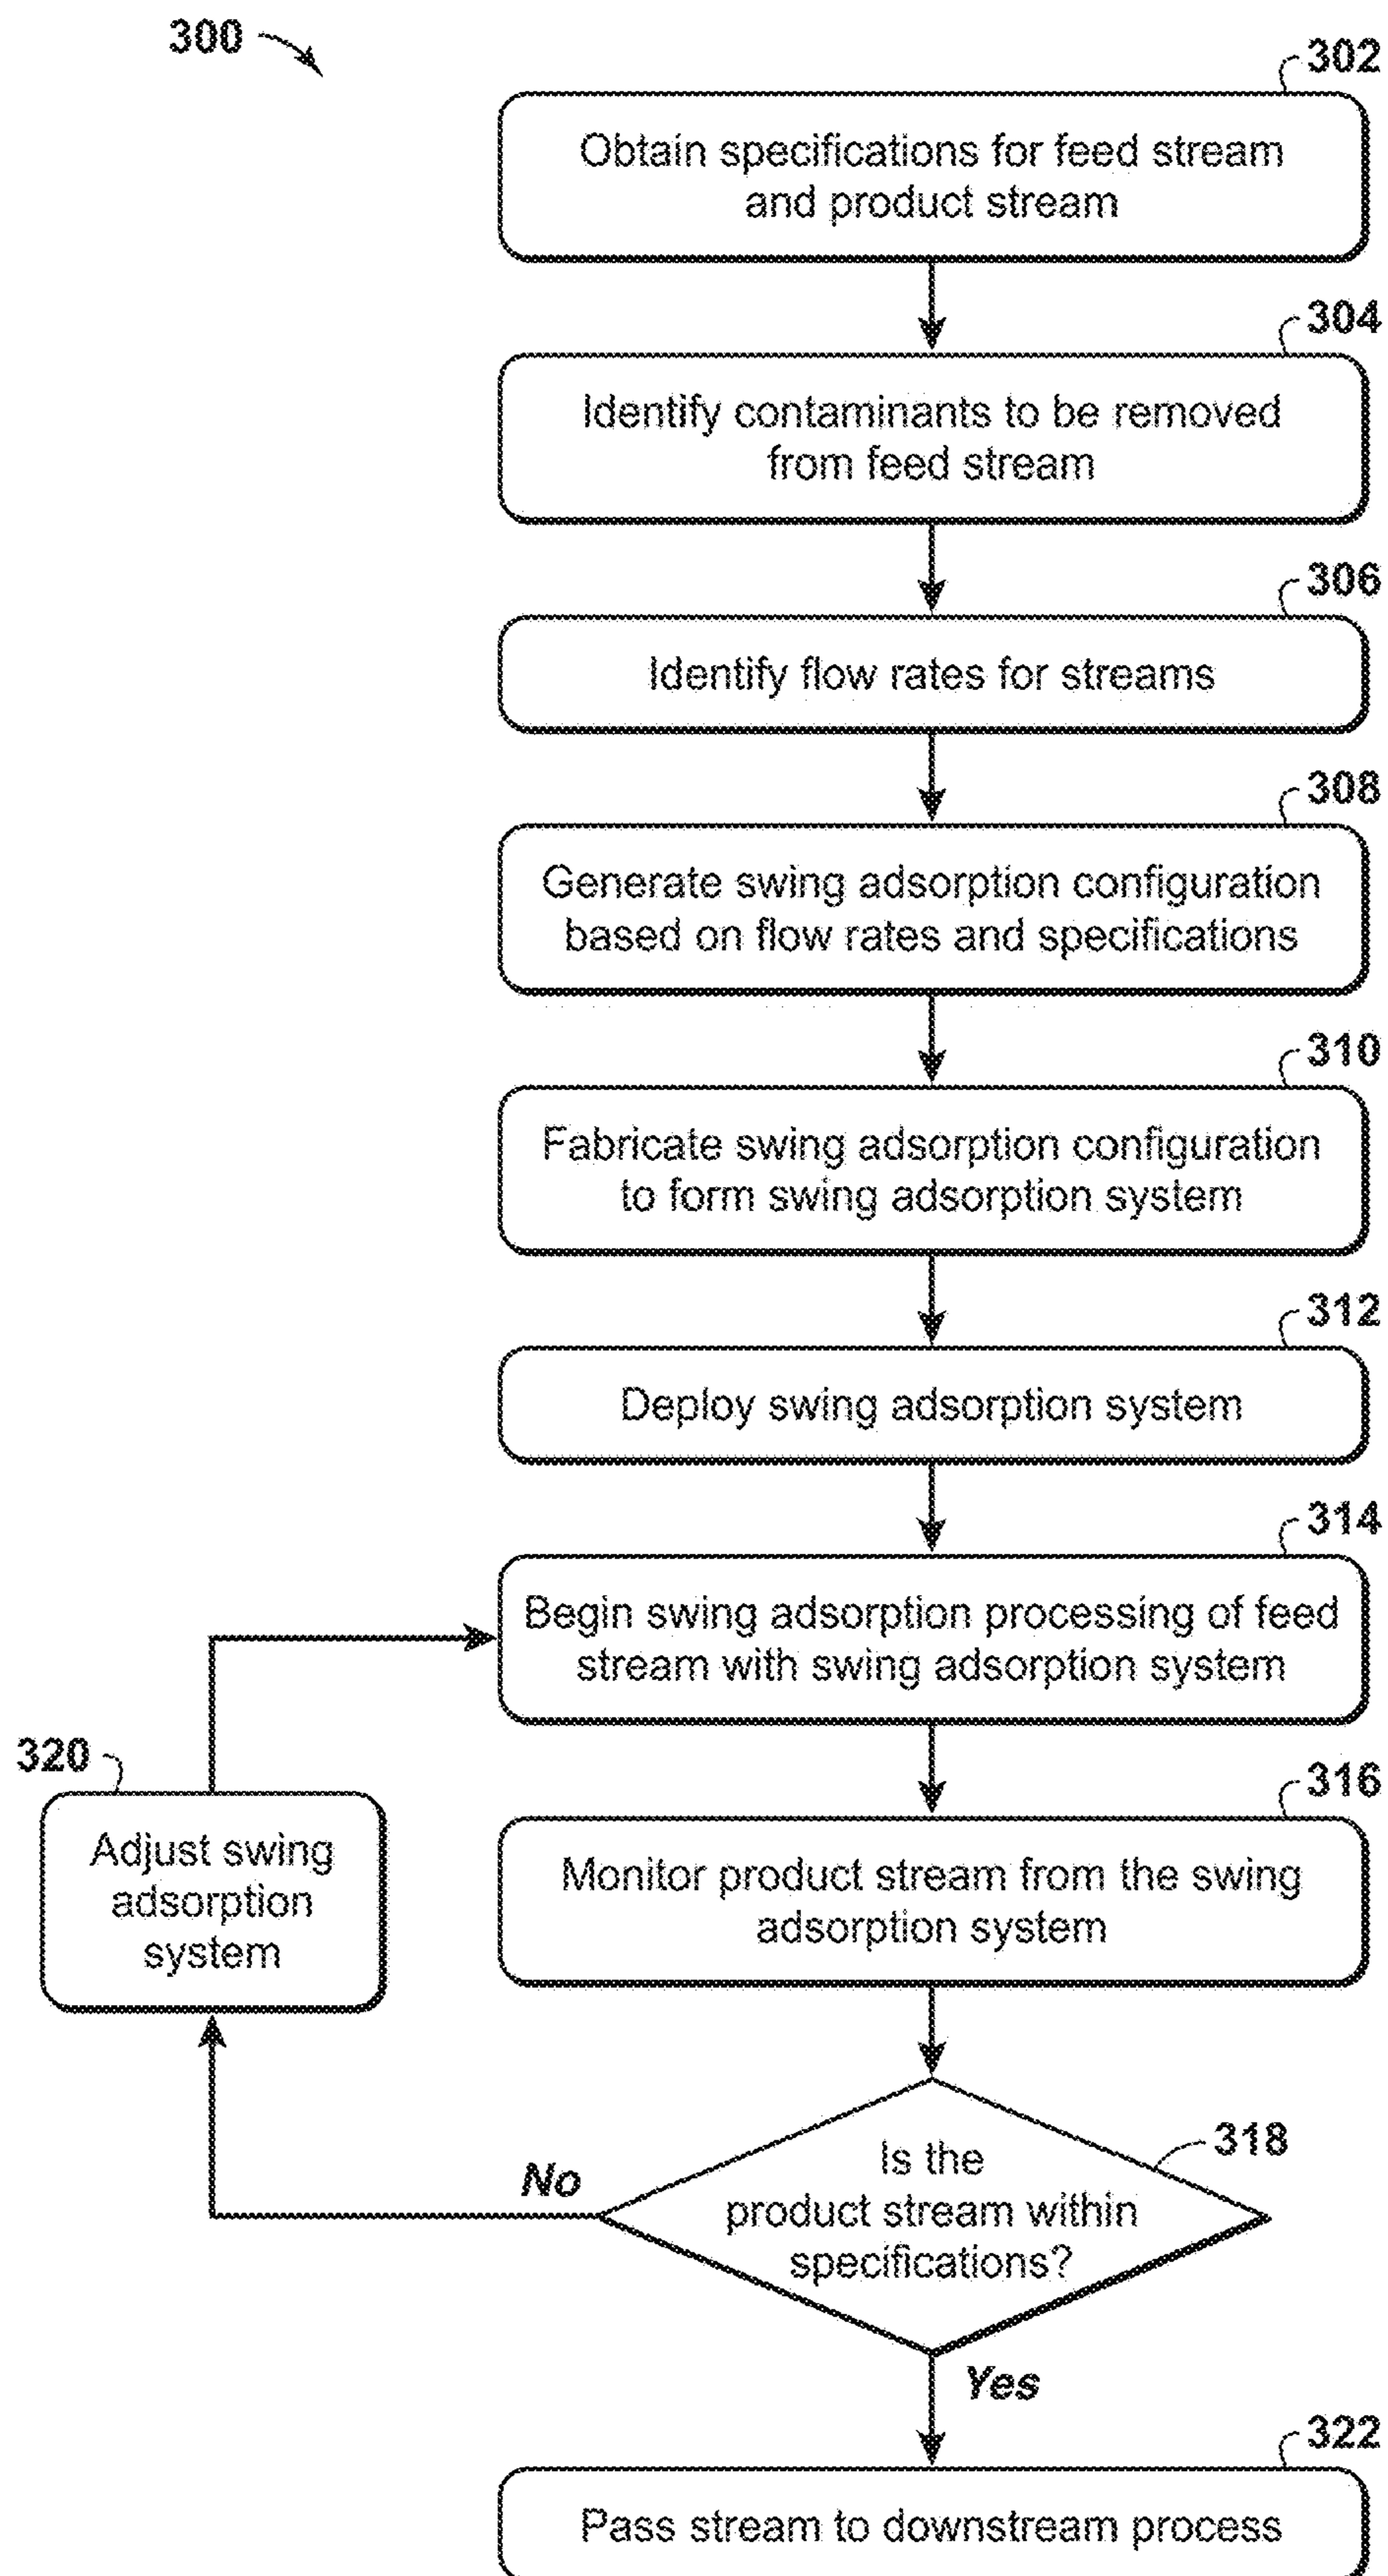 300
302
Obtain specifications for feed stream
and product stream
304
Identify contaminants to be removed
from feed stream
306
Identify flow rates for streams
308
Generate swing adsorption configuration
based on flow rates and specifications
310
Fabricate swing adsorption configuration
to form swing adsorption system
312
Deploy swing adsorption system
314
Begin swing adsorption processing of feed
stream with swing adsorption system
320
Adjust swing
adsorption
system
316
Monitor product stream from the swing
adsorption system
318
Is the
product stream within
specifications?
No
Yes
322
Pass stream to downstream process